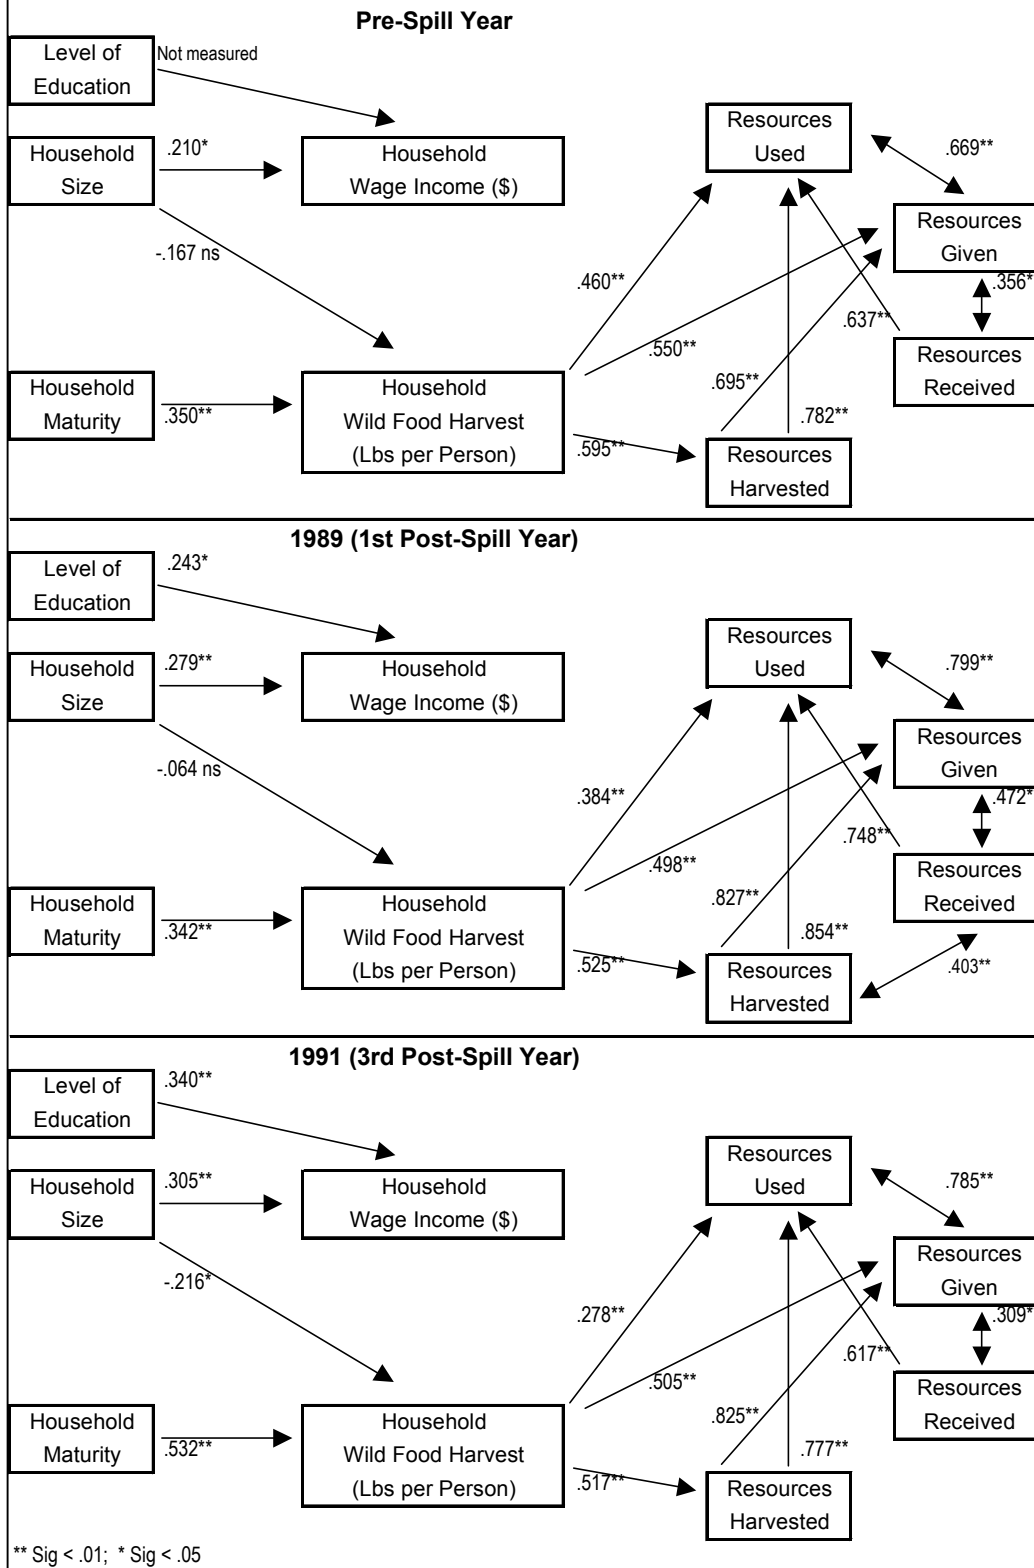 Pre-Spill Year
Level of
Education
Not measured
Household
Size
.210*
Household
Wage Income ($)
-.167 ns
Household
Maturity
.350**
Household
Wild Food Harvest
(Lbs per Person)
.460**
.550**
.595**
Resources
Used
.669**
Resources
Given
.356*
.637**
Resources
Received
.695**
.782**
Resources
Harvested
1989 (1st Post-Spill Year)
Level of
Education
.243*
Household
Size
.279**
Household
Wage Income ($)
-.064 ns
Household
Maturity
.342**
Household
Wild Food Harvest
(Lbs per Person)
.384**
.498**
.525**
Resources
Used
.799**
Resources
Given
.472*
.748**
Resources
Received
.827**
.854**
.403**
Resources
Harvested
1991 (3rd Post-Spill Year)
Level of
Education
.340**
Household
Size
.305**
Household
Wage Income ($)
-.216*
Household
Maturity
.532**
Household
Wild Food Harvest
(Lbs per Person)
.278**
.505**
.517**
Resources
Used
.785**
Resources
Given
.309*
.617**
Resources
Received
.825**
.777**
Resources
Harvested
** Sig < .01; * Sig < .05